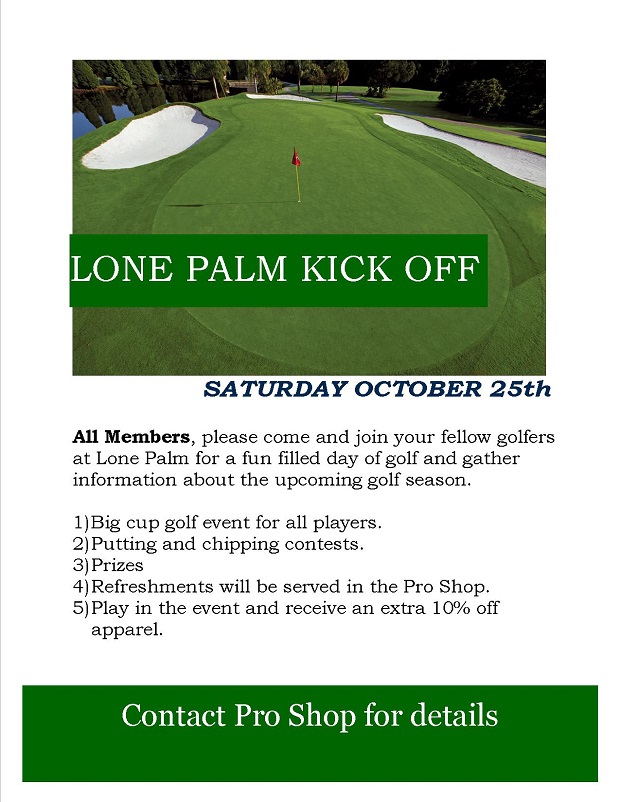 LONE PALM KICK OFF
SATURDAY OCTOBER 25th
All Members, please come and join your fellow golfers
at Lone Palm for a fun filled day of golf and gather
information about the upcoming golf season.
1)Big cup golf event for all players.
2)Putting and chipping contests.
3)Prizes
4)Refreshments will be served in the Pro Shop.
5)Play in the event and receive an extra 10% off
apparel.
Contact Pro Shop for details